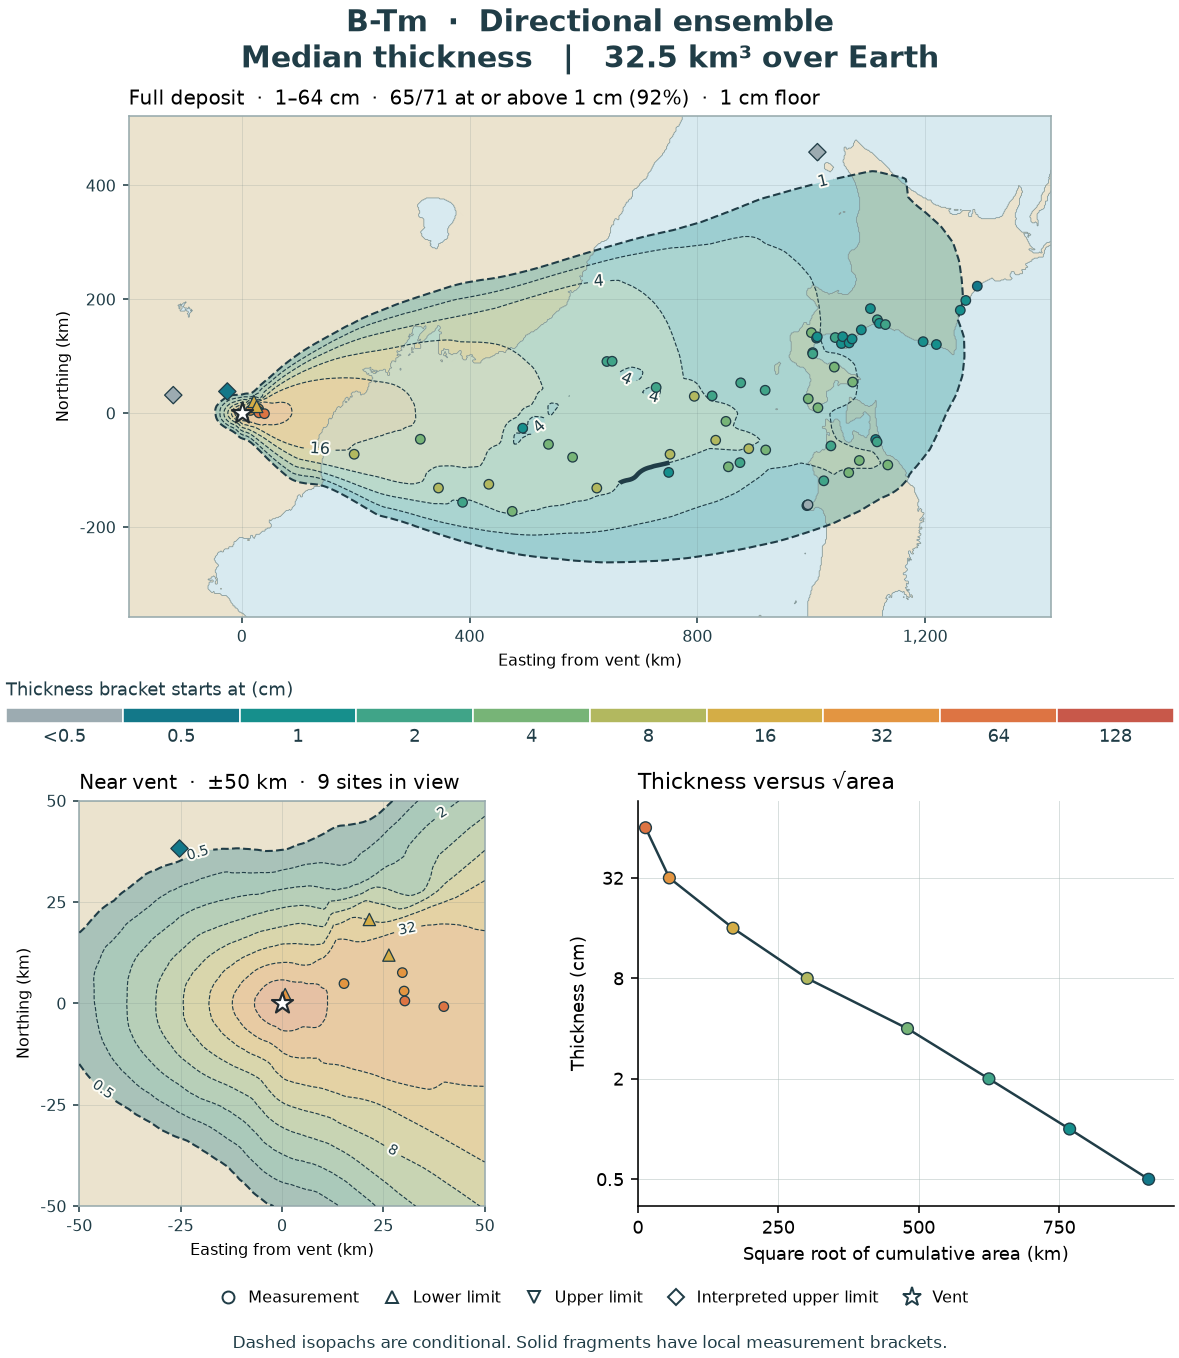 B-Tm · Directional ensemble
Median thickness | 32.5 km³ over Earth
Full deposit · 1–64 cm · 65/71 at or above 1 cm (92%) · 1 cm floor
Northing (km)
400
200
0
-200
1
4
4
4
4
16
0
400
800
1,200
Easting from vent (km)
Thickness bracket starts at (cm)
<0.5
0.5
1
2
4
8
16
32
64
128
Near vent · ±50 km · 9 sites in view
Northing (km)
50
25
0
-25
-50
2
0.5
32
0.5
8
-50
-25
0
25
50
Easting from vent (km)
Thickness versus √area
Thickness (cm)
32
8
2
0.5
0
250
500
750
Square root of cumulative area (km)
Measurement
Lower limit
Upper limit
Interpreted upper limit
Vent
Dashed isopachs are conditional. Solid fragments have local measurement brackets.